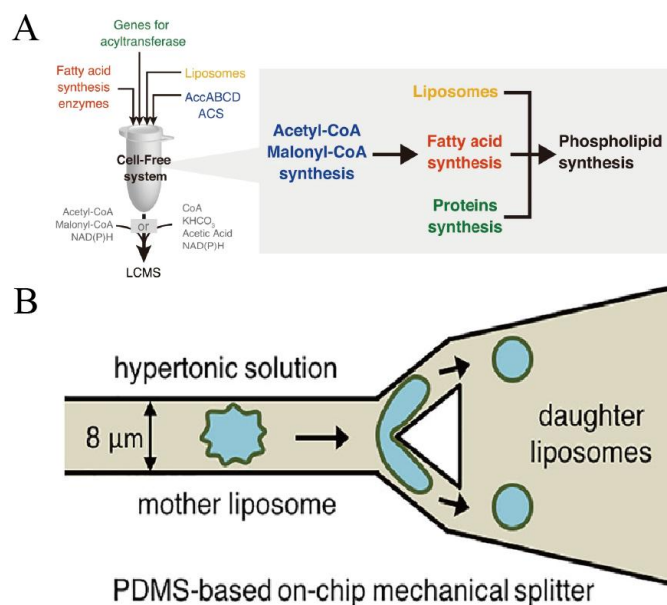 A
Genes for
acyltransferase
Fatty acid
synthesis
enzymes
Liposomes
AccABCD
ACS
Cell-Free
system
Acetyl-CoA
Malonyl-CoA
NAD(P)H
or
CoA
KHCO₃
Acetic Acid
NAD(P)H
LCMS
Acetyl-CoA
Malonyl-CoA
synthesis
Liposomes
Fatty acid
synthesis
Proteins
synthesis
Phospholipid
synthesis
B
hypertonic solution
8 μm
mother liposome
daughter
liposomes
PDMS-based on-chip mechanical splitter